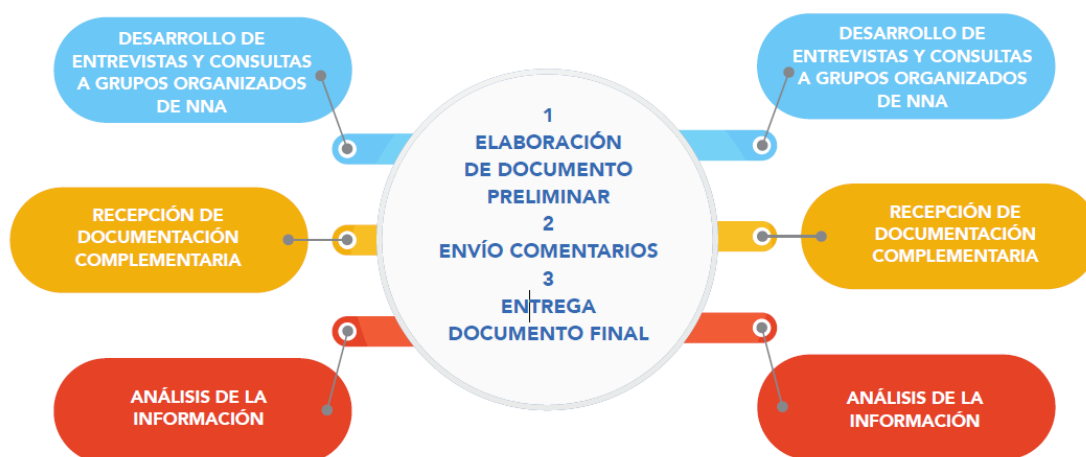 DESARROLLO DE
ENTREVISTAS Y CONSULTAS
A GRUPOS ORGANIZADOS
DE NNA
RECEPCIÓN DE
DOCUMENTACIÓN
COMPLEMENTARIA
ANÁLISIS DE LA
INFORMACIÓN
1
ELABORACIÓN
DE DOCUMENTO
PRELIMINAR
2
ENVÍO COMENTARIOS
3
ENTREGA
DOCUMENTO FINAL
DESARROLLO DE
ENTREVISTAS Y CONSULTAS
A GRUPOS ORGANIZADOS
DE NNA
RECEPCIÓN DE
DOCUMENTACIÓN
COMPLEMENTARIA
ANÁLISIS DE LA
INFORMACIÓN